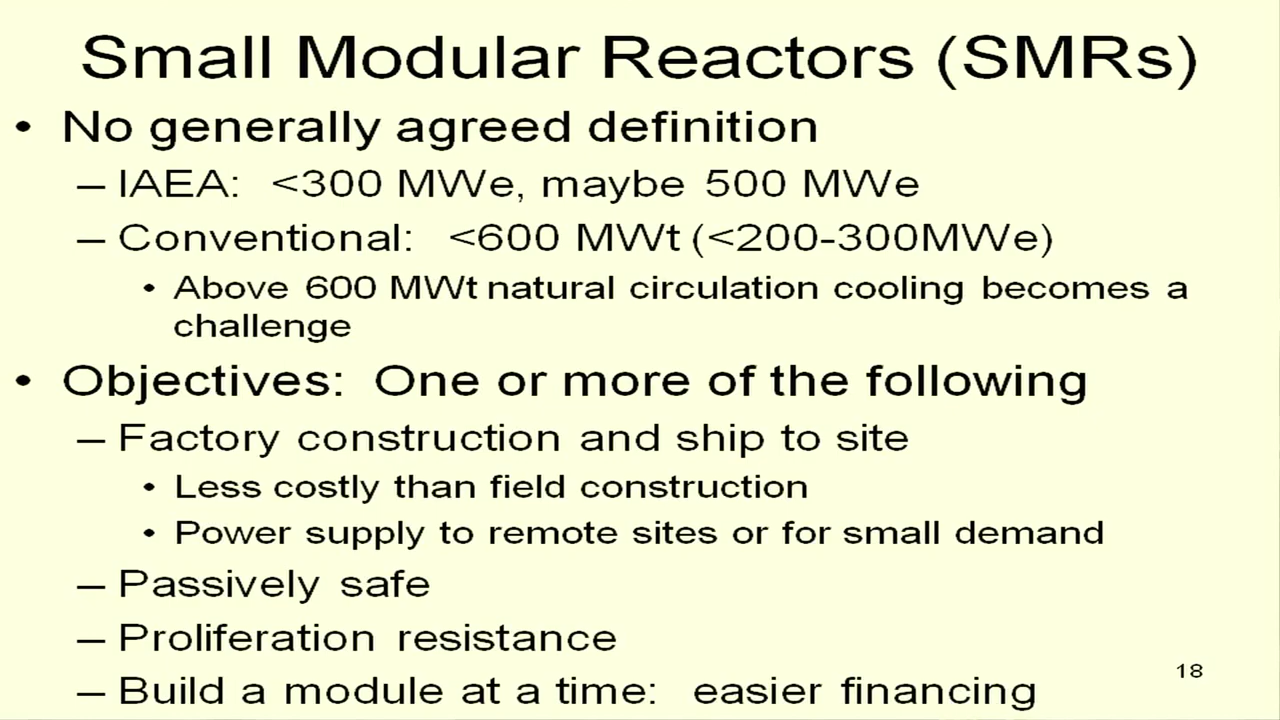 Small Modular Reactors (SMRs)
• No generally agreed definition
– IAEA: <300 MWe, maybe 500 MWe
– Conventional: <600 MWt (<200-300MWe)
• Above 600 MWt natural circulation cooling becomes a
challenge
• Objectives: One or more of the following
– Factory construction and ship to site
• Less costly than field construction
• Power supply to remote sites or for small demand
– Passively safe
– Proliferation resistance
– Build a module at a time: easier financing
18